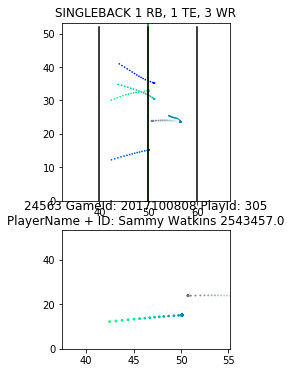 SINGLEBACK 1 RB, 1 TE, 3 WR
50
40
30
20
10
0
40 50 60
24563 GameId: 2017100808 PlayId: 305
PlayerName + ID: Sammy Watkins 2543457.0
40
20
0
40 45 50 55